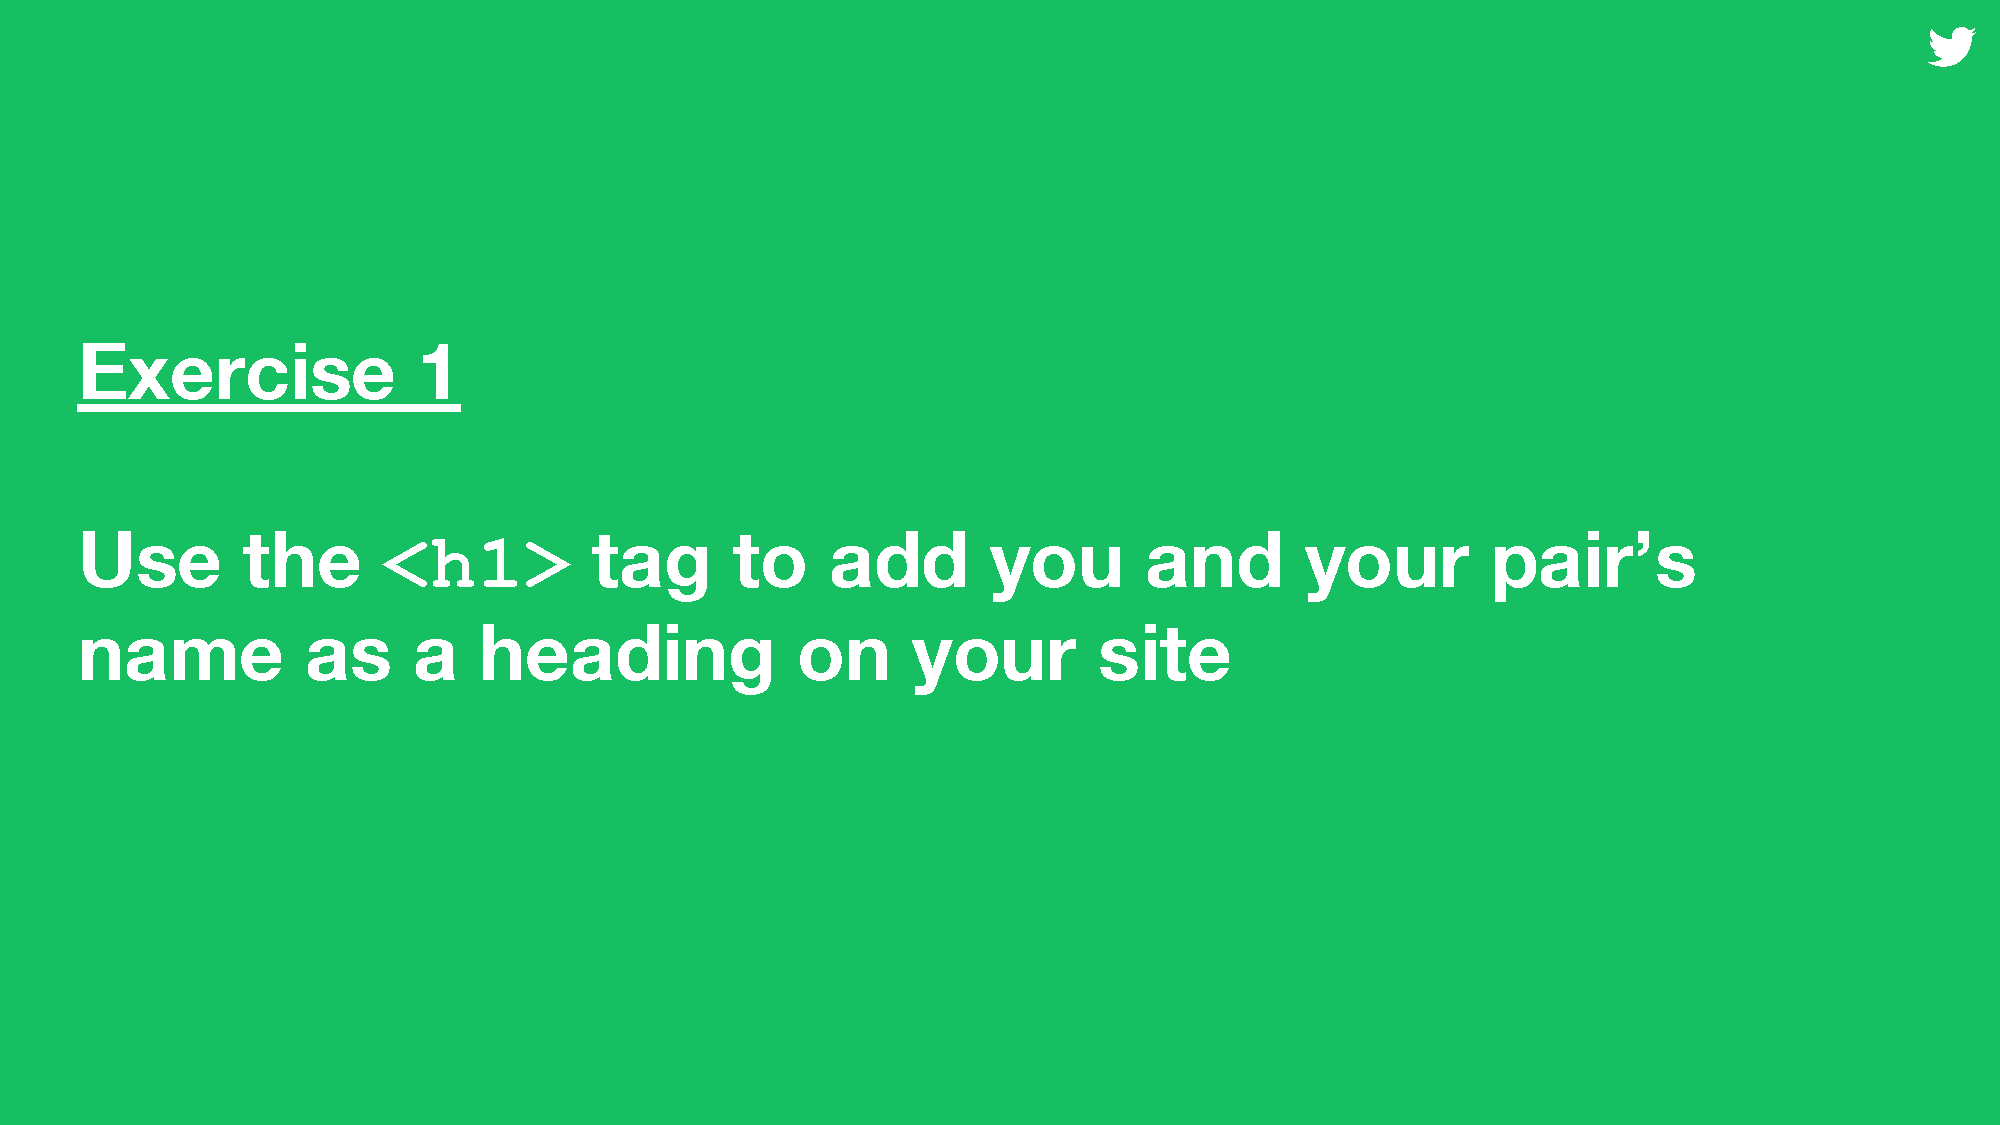 Exercise 1
Use the <h1> tag to add you and your pair’s
name as a heading on your site